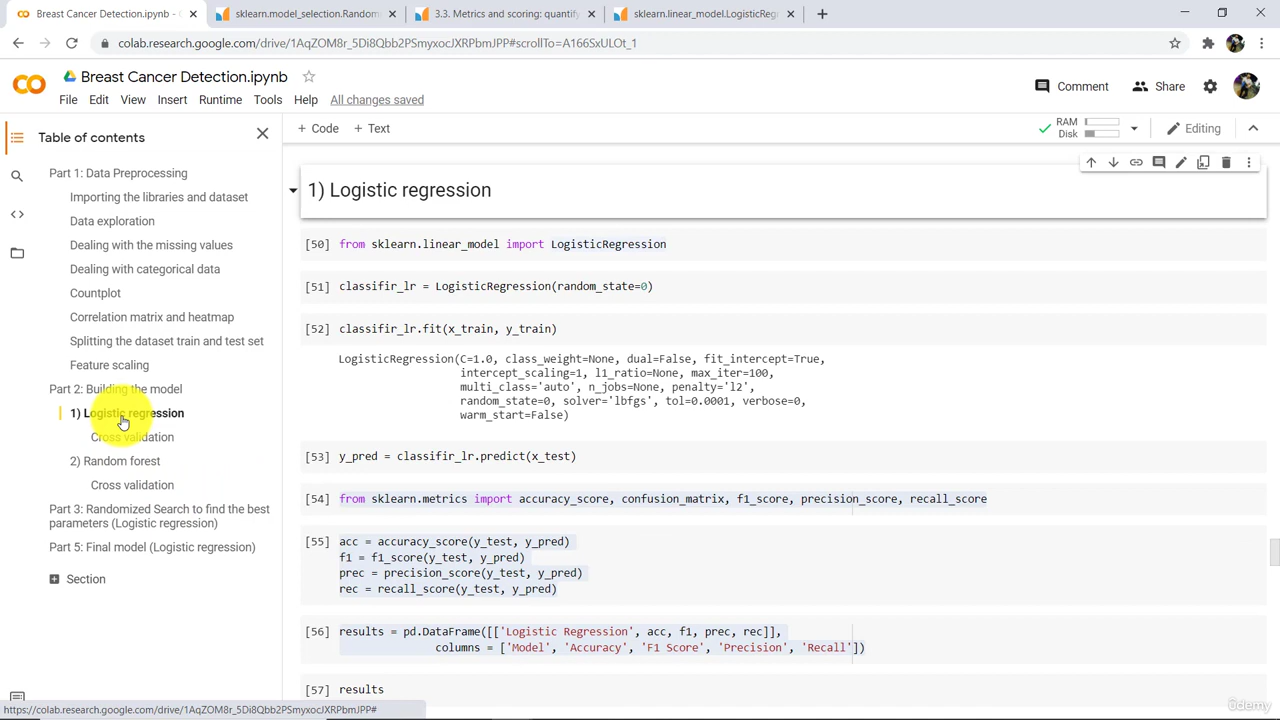 Breast Cancer Detection.ipynb - C
sklearn.model_selection.Random
3.3. Metrics and scoring: quantify
sklearn.linear_model.LogisticRegr
colab.research.google.com/drive/1AqZOM8r_5Di8Qbb2PSmyxocJXRPbmJPP#scrollTo=A166SxULOt_1
Breast Cancer Detection.ipynb
File Edit View Insert Runtime Tools Help All changes saved
Comment Share
Table of contents
+ Code + Text
RAM
Disk
Editing
Part 1: Data Preprocessing
Importing the libraries and dataset
Data exploration
Dealing with the missing values
Dealing with categorical data
Countplot
Correlation matrix and heatmap
Splitting the dataset train and test set
Feature scaling
Part 2: Building the model
1) Logistic regression
Cross validation
2) Random forest
Cross validation
Part 3: Randomized Search to find the best
parameters (Logistic regression)
Part 5: Final model (Logistic regression)
Section
1) Logistic regression
[50] from sklearn.linear_model import LogisticRegression
[51] classifir_lr = LogisticRegression(random_state=0)
[52] classifir_lr.fit(x_train, y_train)
LogisticRegression(C=1.0, class_weight=None, dual=False, fit_intercept=True,
intercept_scaling=1, l1_ratio=None, max_iter=100,
multi_class='auto', n_jobs=None, penalty='l2',
random_state=0, solver='lbfgs', tol=0.0001, verbose=0,
warm_start=False)
[53] y_pred = classifir_lr.predict(x_test)
[54] from sklearn.metrics import accuracy_score, confusion_matrix, f1_score, precision_score, recall_score
[55] acc = accuracy_score(y_test, y_pred)
f1 = f1_score(y_test, y_pred)
prec = precision_score(y_test, y_pred)
rec = recall_score(y_test, y_pred)
[56] results = pd.DataFrame([['Logistic Regression', acc, f1, prec, rec]],
columns = ['Model', 'Accuracy', 'F1 Score', 'Precision', 'Recall'])
[57] results
https://colab.research.google.com/drive/1AqZOM8r_5Di8Qbb2PSmyxocJXRPbmJPP#
ûdemy